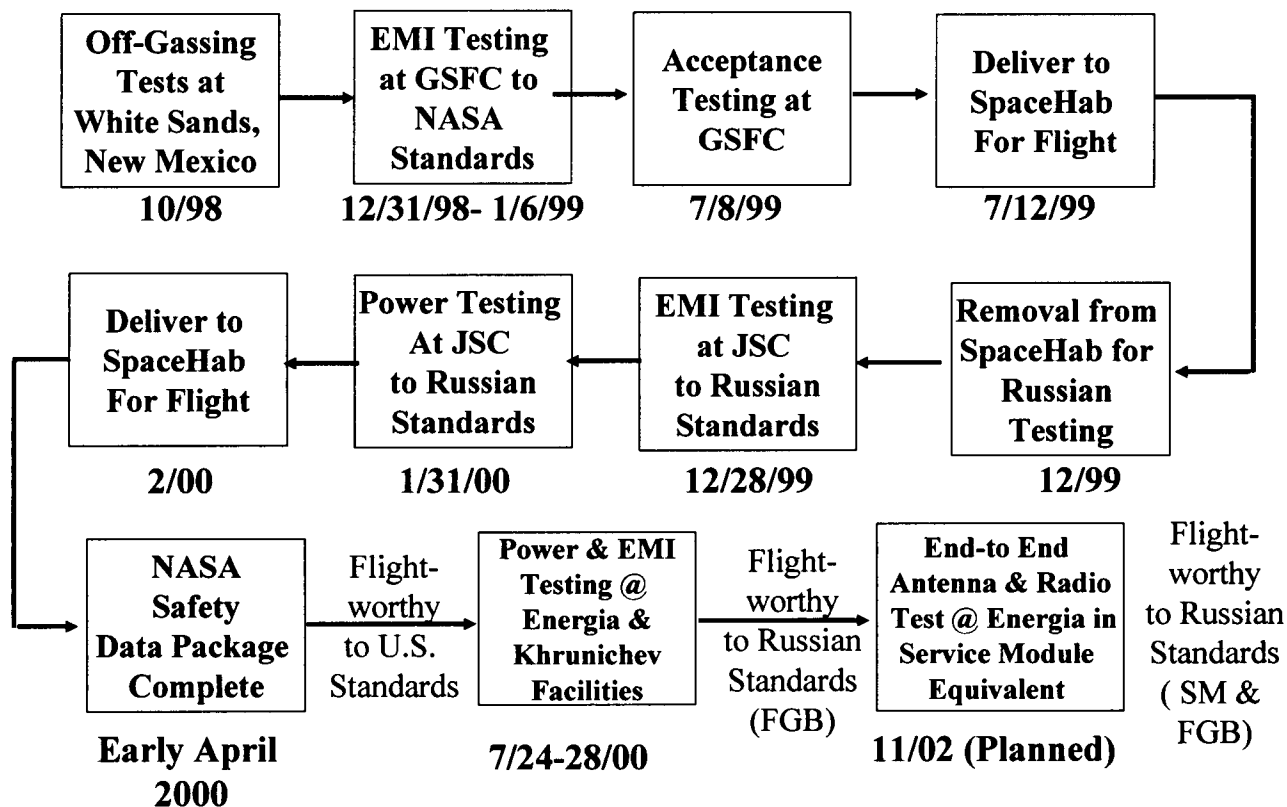 Off-Gassing
Tests at
White Sands,
New Mexico
10/98
EMI Testing
at GSFC to
NASA
Standards
12/31/98- 1/6/99
Acceptance
Testing at
GSFC
7/8/99
Deliver to
SpaceHab
For Flight
7/12/99
Removal from
SpaceHab for
Russian
Testing
12/99
EMI Testing
at JSC
to Russian
Standards
12/28/99
Power Testing
At JSC
to Russian
Standards
1/31/00
Deliver to
SpaceHab
For Flight
2/00
NASA
Safety
Data Package
Complete
Early April
2000
Flight-
worthy
to U.S.
Standards
Power & EMI
Testing @
Energia &
Khrunichev
Facilities
7/24-28/00
Flight-
worthy
to Russian
Standards
(FGB)
End-to End
Antenna & Radio
Test @ Energia in
Service Module
Equivalent
11/02 (Planned)
Flight-
worthy
to Russian
Standards
( SM &
FGB)